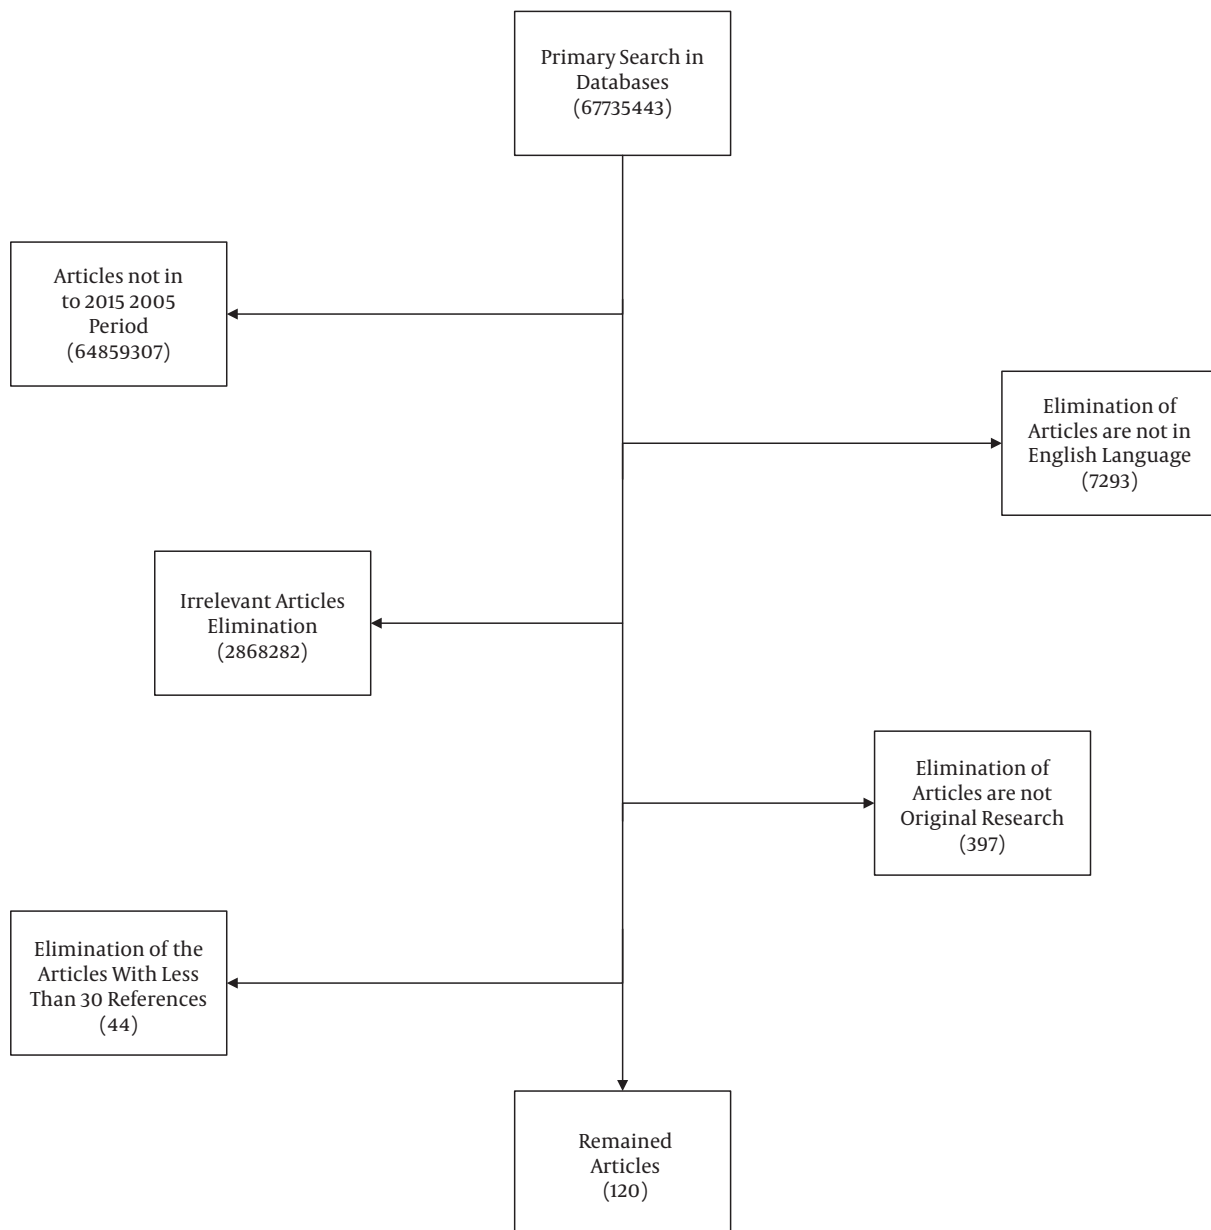 Primary Search in
Databases
(67735443)
Articles not in
to 2015 2005
Period
(64859307)
Elimination of
Articles are not in
English Language
(7293)
Irrelevant Articles
Elimination
(2868282)
Elimination of
Articles are not
Original Research
(397)
Elimination of the
Articles With Less
Than 30 References
(44)
Remained
Articles
(120)